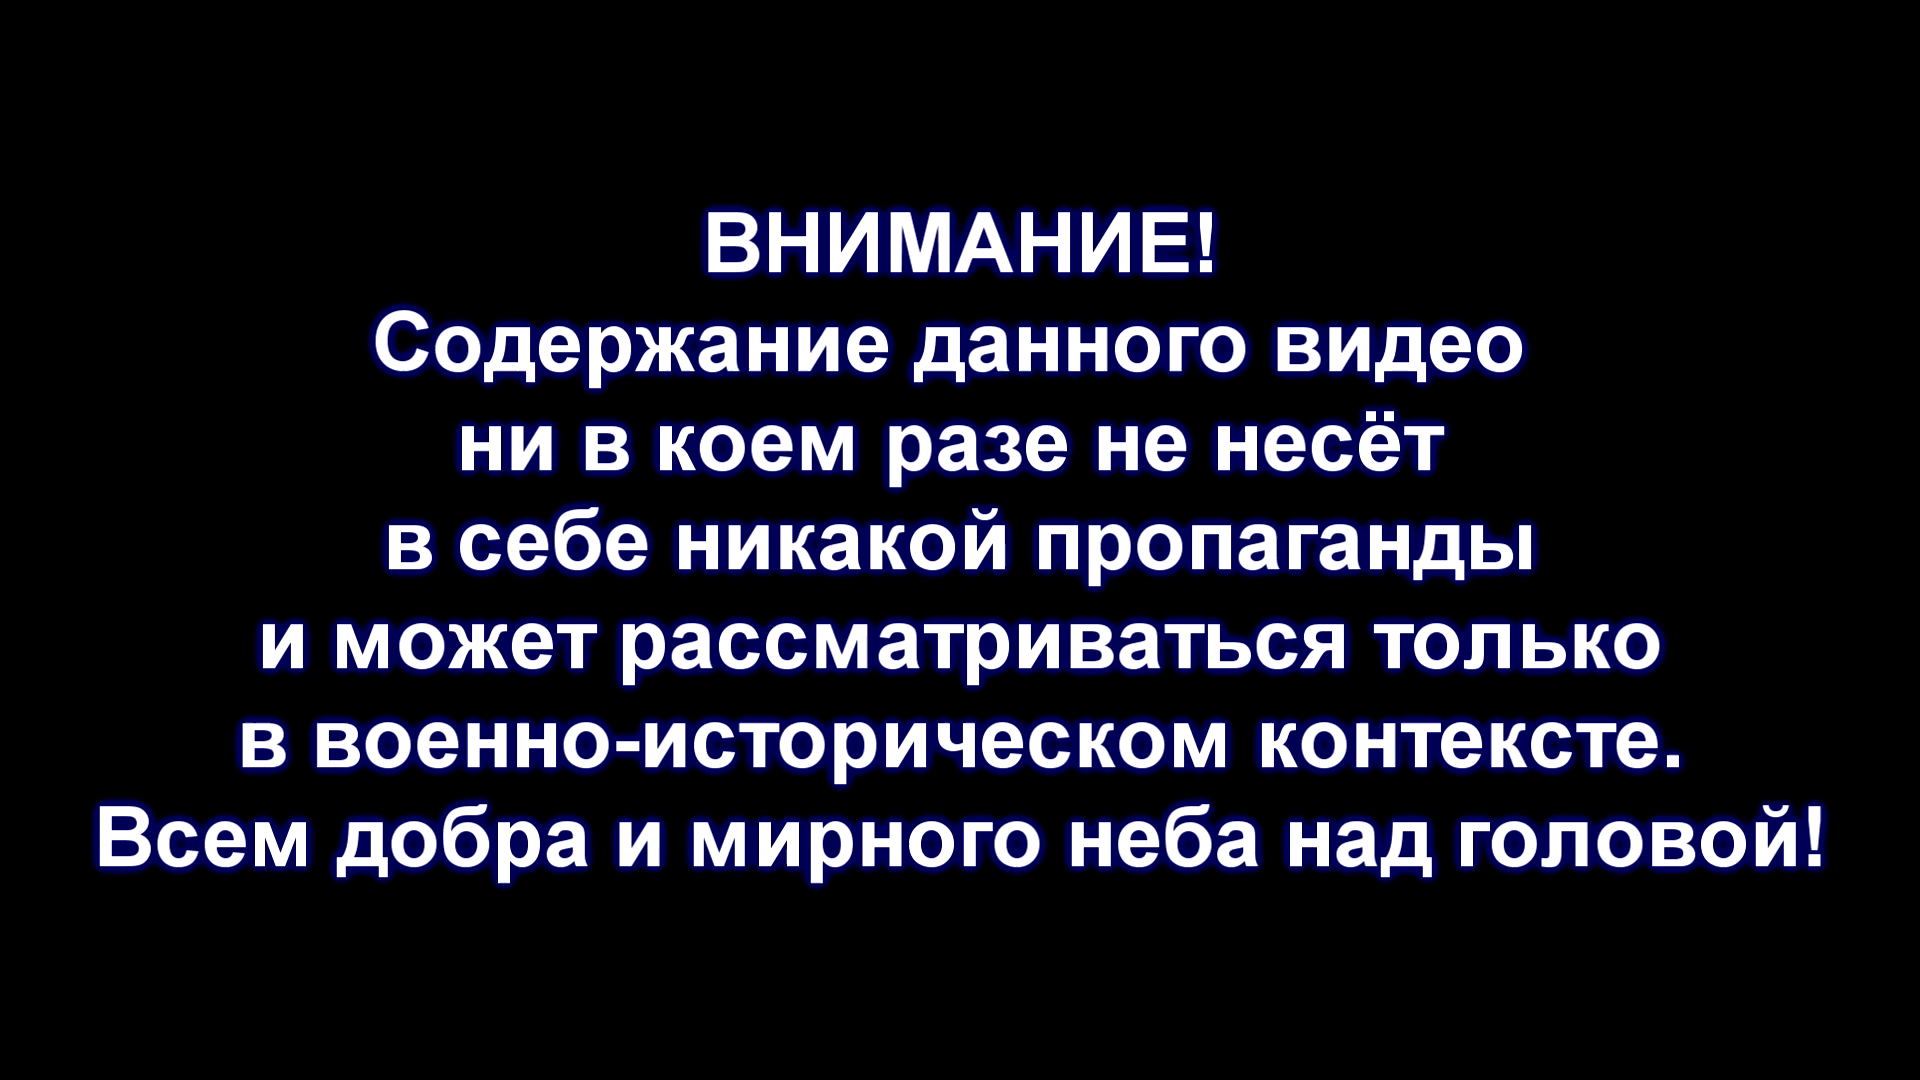 ВНИМАНИЕ!
Содержание данного видео
ни в коем разе не несёт
в себе никакой пропаганды
и может рассматриваться только
в военно-историческом контексте.
Всем добра и мирного неба над головой!